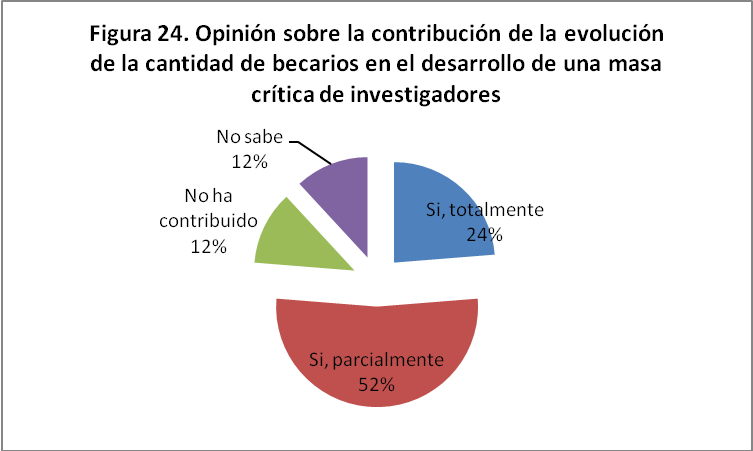 Figura 24. Opinión sobre la contribución de la evolución
de la cantidad de becarios en el desarrollo de una masa
crítica de investigadores
No sabe
12%
No ha
contribuido
12%
Si, totalmente
24%
Si, parcialmente
52%